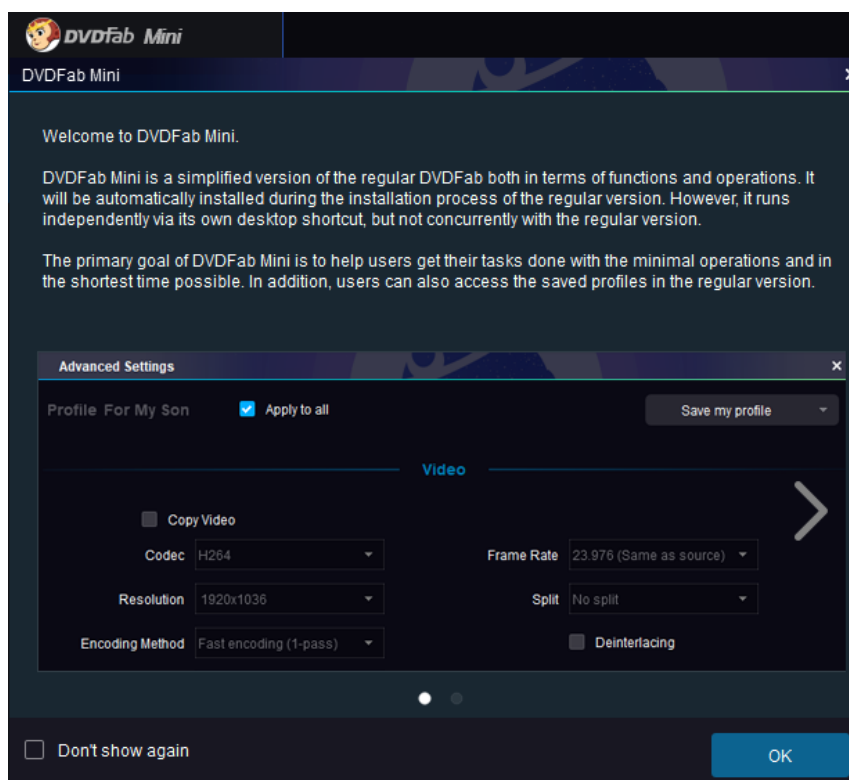 DVDFab Mini
DVDFab Mini
Welcome to DVDFab Mini.
DVDFab Mini is a simplified version of the regular DVDFab both in terms of functions and operations. It
will be automatically installed during the installation process of the regular version. However, it runs
independently via its own desktop shortcut, but not concurrently with the regular version.
The primary goal of DVDFab Mini is to help users get their tasks done with the minimal operations and in
the shortest time possible. In addition, users can also access the saved profiles in the regular version.
Advanced Settings
Profile For My Son Apply to all Save my profile
Video
Copy Video
Codec H264 Frame Rate 23.976 (Same as source)
Resolution 1920x1036 Split No split
Encoding Method Fast encoding (1-pass) Deinterlacing
Don't show again OK